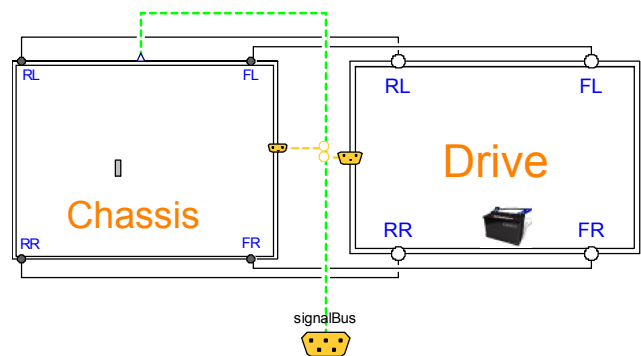 RL FL RL FL
Drive
Chassis
RR FR RR FR
signalBus